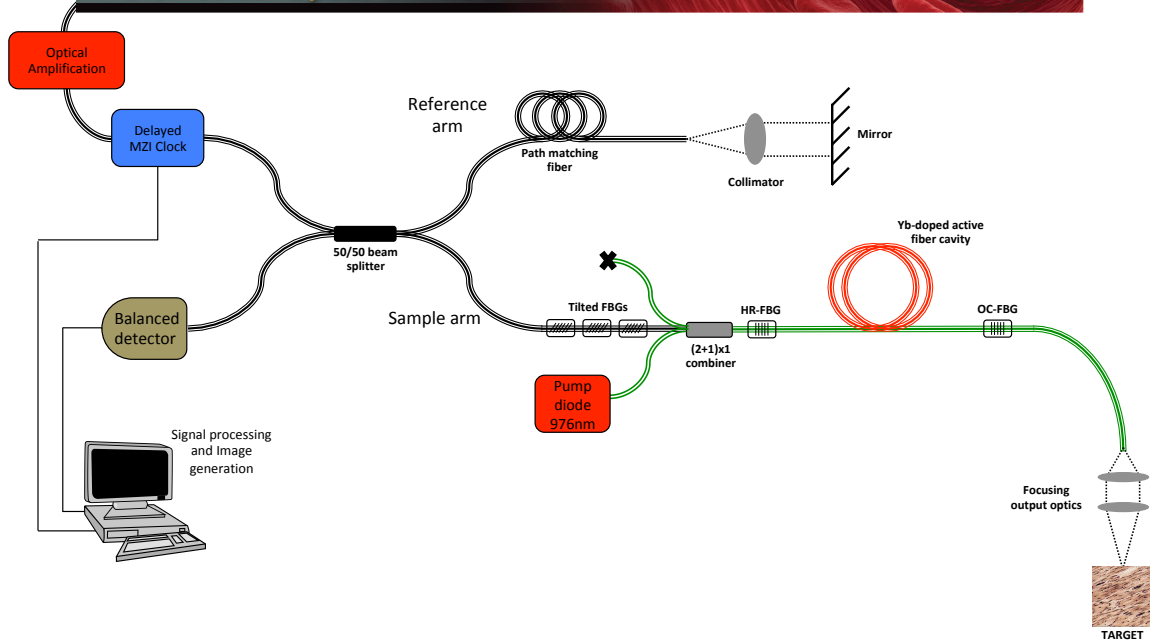 Optical
Amplification
Delayed
MZI Clock
Reference
arm
Path matching
fiber
Collimator
Mirror
50/50 beam
splitter
Yb-doped active
fiber cavity
Balanced
detector
Sample arm
Tilted FBGs
(2+1)x1
combiner
HR-FBG
OC-FBG
Pump
diode
976nm
Signal processing
and Image
generation
Focusing
output optics
TARGET